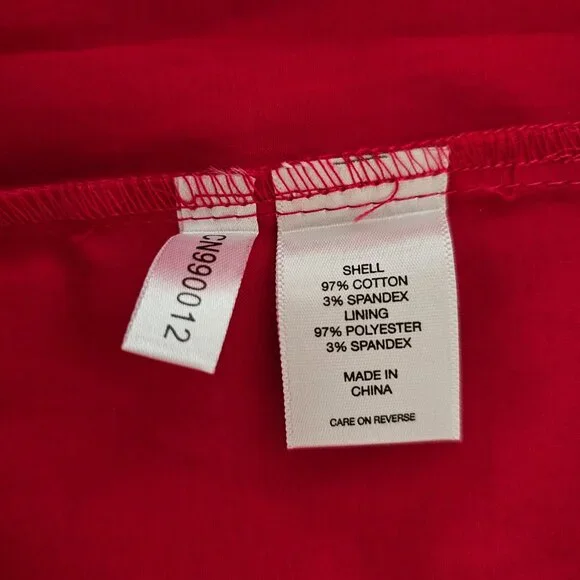 CN990012
SHELL
97% COTTON
3% SPANDEX
LINING
97% POLYESTER
3% SPANDEX
MADE IN
CHINA
CARE ON REVERSE